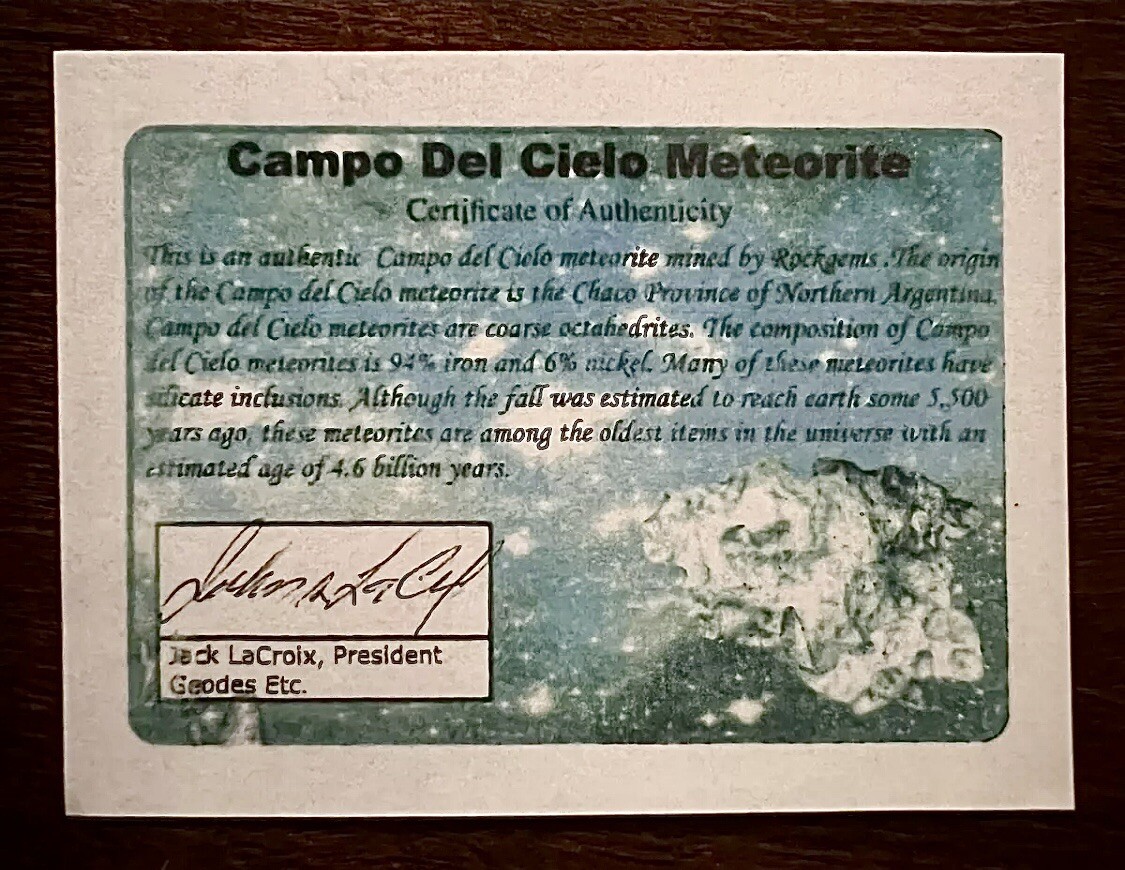 Campo Del Cielo Meteorite
Certificate of Authenticity
This is an authentic Campo del Cielo meteorite mined by Rockgems. The origin
of the Campo del Cielo meteorite is the Chaco Province of Northern Argentina.
Campo del Cielo meteorites are coarse octahedrites. The composition of Campo
del Cielo meteorites is 94% iron and 6% nickel. Many of these meteorites have
silicate inclusions. Although the fall was estimated to reach earth some 5,500
years ago, these meteorites are among the oldest items in the universe with an
estimated age of 4.6 billion years.
Jack LaCroix, President
Geodes Etc.